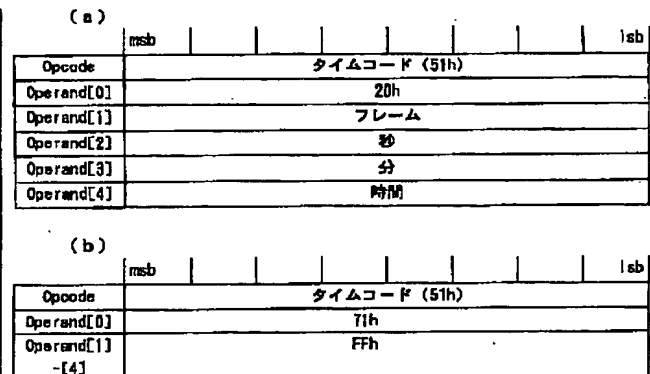 (a)
msb lsb
Opcode タイムコード (51h)
Operand[0] 20h
Operand[1] フレーム
Operand[2] 秒
Operand[3] 分
Operand[4] 時間
(b)
msb lsb
Opcode タイムコード (51h)
Operand[0] 71h
Operand[1] FFh
-[4]